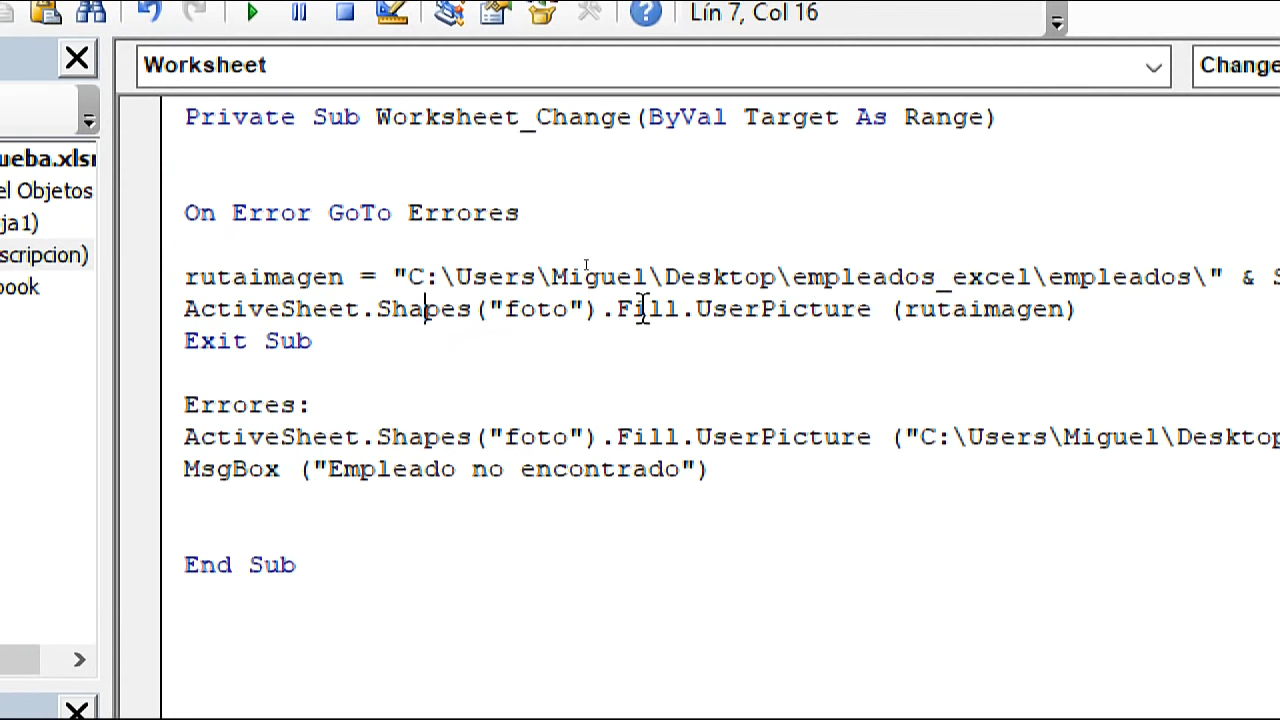 Lín 7, Col 16
Worksheet
Change
ueba.xlsm
el Objetos
ja1)
scripcion)
ook
Private Sub Worksheet_Change(ByVal Target As Range)
On Error GoTo Errores
rutaimagen = "C:\Users\Miguel\Desktop\empleados_excel\empleados\" & S
ActiveSheet.Shapes("foto").Fill.UserPicture (rutaimagen)
Exit Sub
Errores:
ActiveSheet.Shapes("foto").Fill.UserPicture ("C:\Users\Miguel\Desktop
MsgBox ("Empleado no encontrado")
End Sub